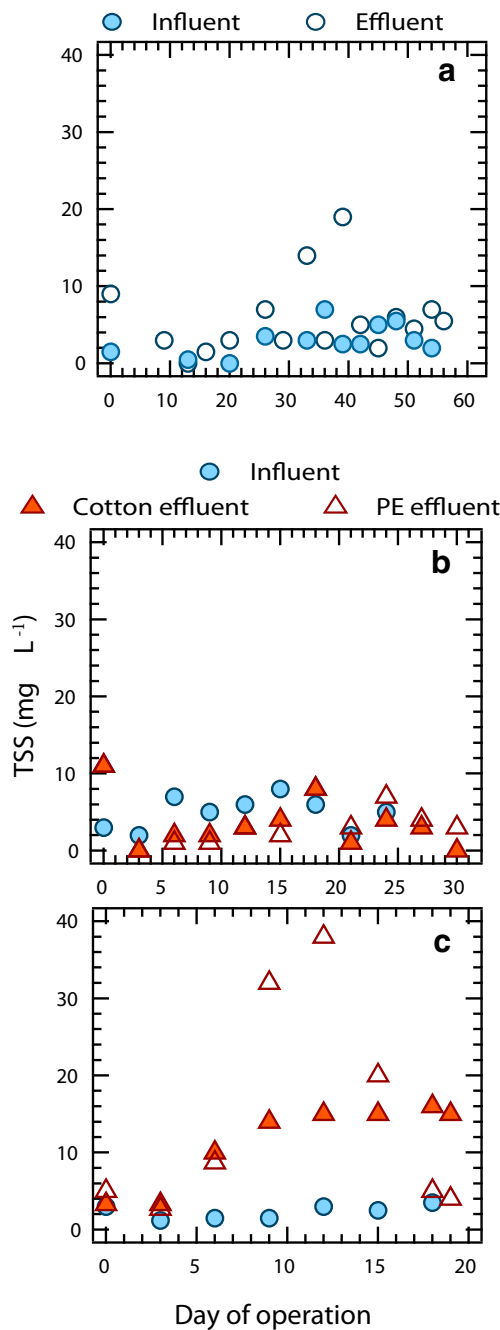 Influent Effluent
a
40
30
20
10
0
0 10 20 30 40 50 60
Influent
Cotton effluent PE effluent
b
40
30
20
10
0
0 5 10 15 20 25 30
TSS (mg L⁻¹)
c
40
30
20
10
0
0 5 10 15 20
Day of operation